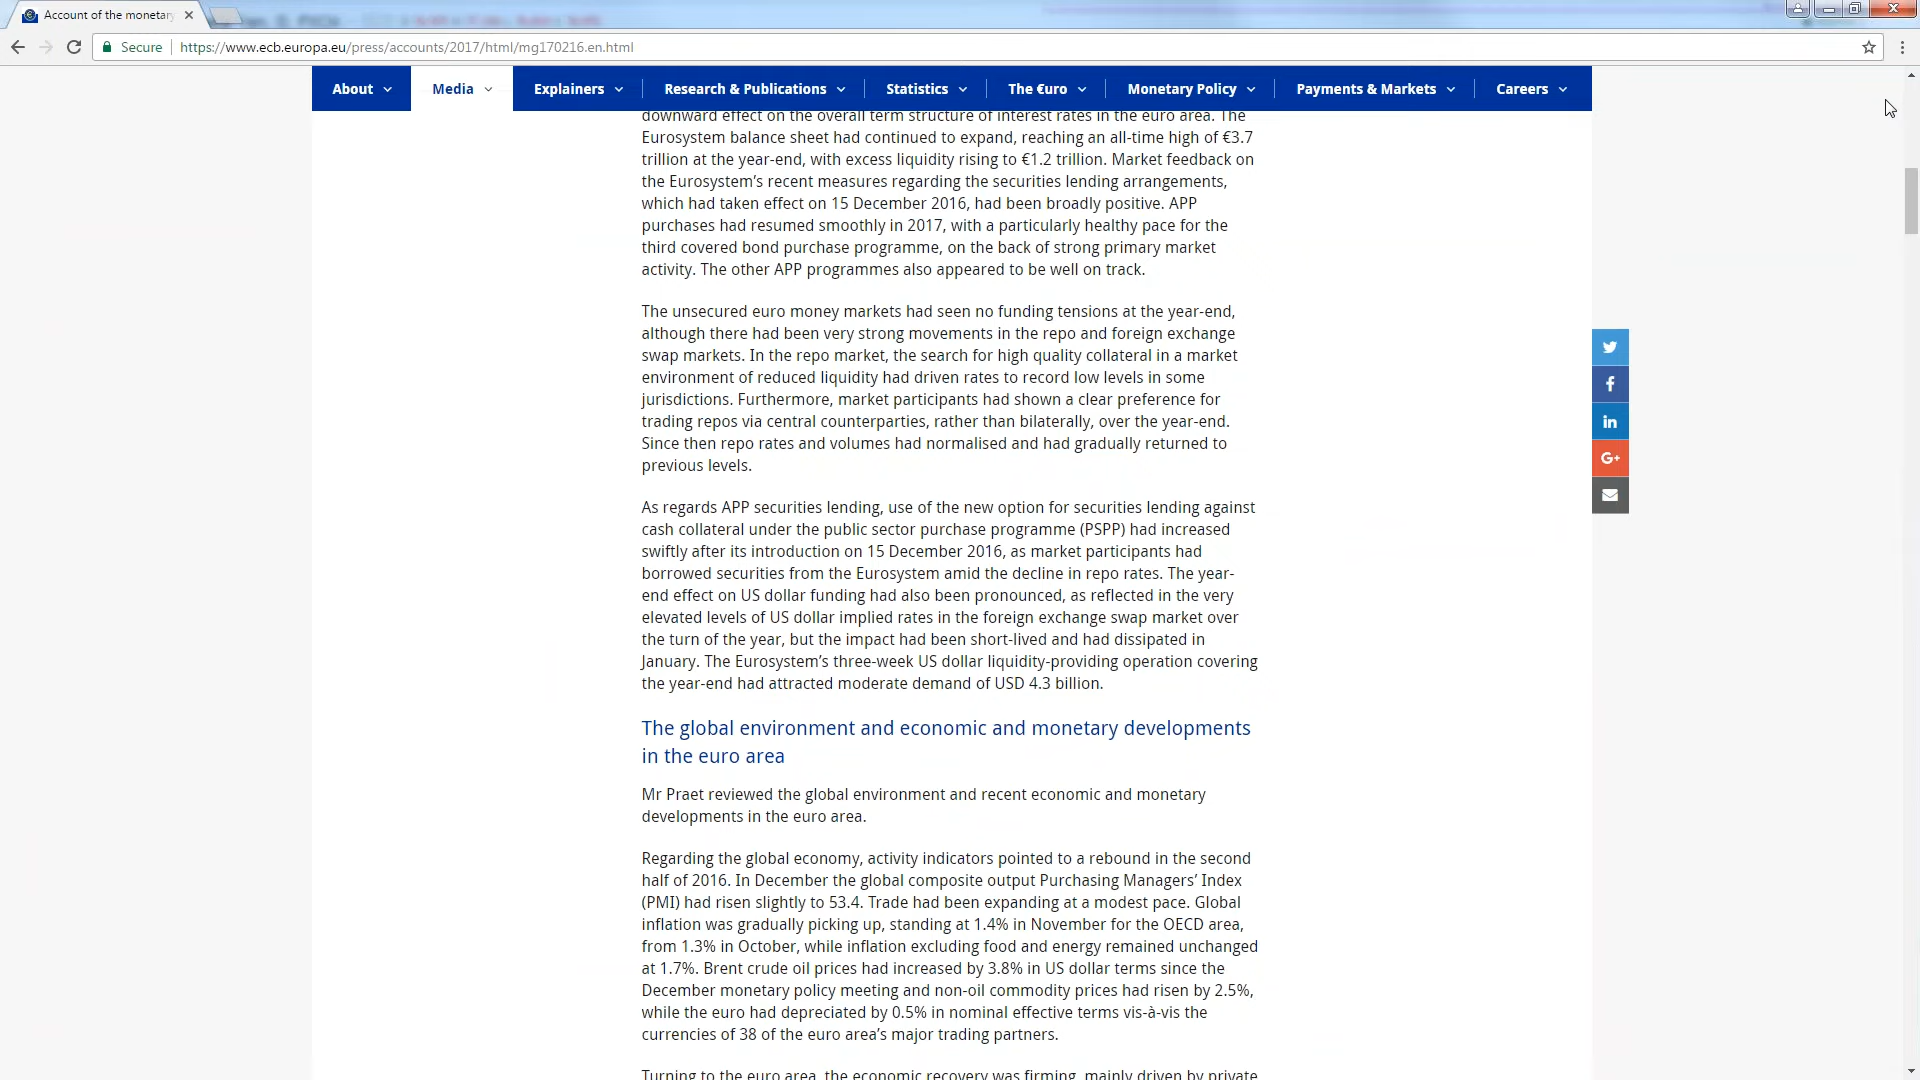 Account of the monetary
Secure https://www.ecb.europa.eu/press/accounts/2017/html/mg170216.en.html
About Media Explainers Research & Publications Statistics The €uro Monetary Policy Payments & Markets Careers
downward effect on the overall term structure of interest rates in the euro area. The
Eurosystem balance sheet had continued to expand, reaching an all-time high of €3.7
trillion at the year-end, with excess liquidity rising to €1.2 trillion. Market feedback on
the Eurosystem’s recent measures regarding the securities lending arrangements,
which had taken effect on 15 December 2016, had been broadly positive. APP
purchases had resumed smoothly in 2017, with a particularly healthy pace for the
third covered bond purchase programme, on the back of strong primary market
activity. The other APP programmes also appeared to be well on track.
The unsecured euro money markets had seen no funding tensions at the year-end,
although there had been very strong movements in the repo and foreign exchange
swap markets. In the repo market, the search for high quality collateral in a market
environment of reduced liquidity had driven rates to record low levels in some
jurisdictions. Furthermore, market participants had shown a clear preference for
trading repos via central counterparties, rather than bilaterally, over the year-end.
Since then repo rates and volumes had normalised and had gradually returned to
previous levels.
As regards APP securities lending, use of the new option for securities lending against
cash collateral under the public sector purchase programme (PSPP) had increased
swiftly after its introduction on 15 December 2016, as market participants had
borrowed securities from the Eurosystem amid the decline in repo rates. The year-
end effect on US dollar funding had also been pronounced, as reflected in the very
elevated levels of US dollar implied rates in the foreign exchange swap market over
the turn of the year, but the impact had been short-lived and had dissipated in
January. The Eurosystem’s three-week US dollar liquidity-providing operation covering
the year-end had attracted moderate demand of USD 4.3 billion.
The global environment and economic and monetary developments
in the euro area
Mr Praet reviewed the global environment and recent economic and monetary
developments in the euro area.
Regarding the global economy, activity indicators pointed to a rebound in the second
half of 2016. In December the global composite output Purchasing Managers’ Index
(PMI) had risen slightly to 53.4. Trade had been expanding at a modest pace. Global
inflation was gradually picking up, standing at 1.4% in November for the OECD area,
from 1.3% in October, while inflation excluding food and energy remained unchanged
at 1.7%. Brent crude oil prices had increased by 3.8% in US dollar terms since the
December monetary policy meeting and non-oil commodity prices had risen by 2.5%,
while the euro had depreciated by 0.5% in nominal effective terms vis-à-vis the
currencies of 38 of the euro area’s major trading partners.
Turning to the euro area, the economic recovery was firming, mainly driven by private